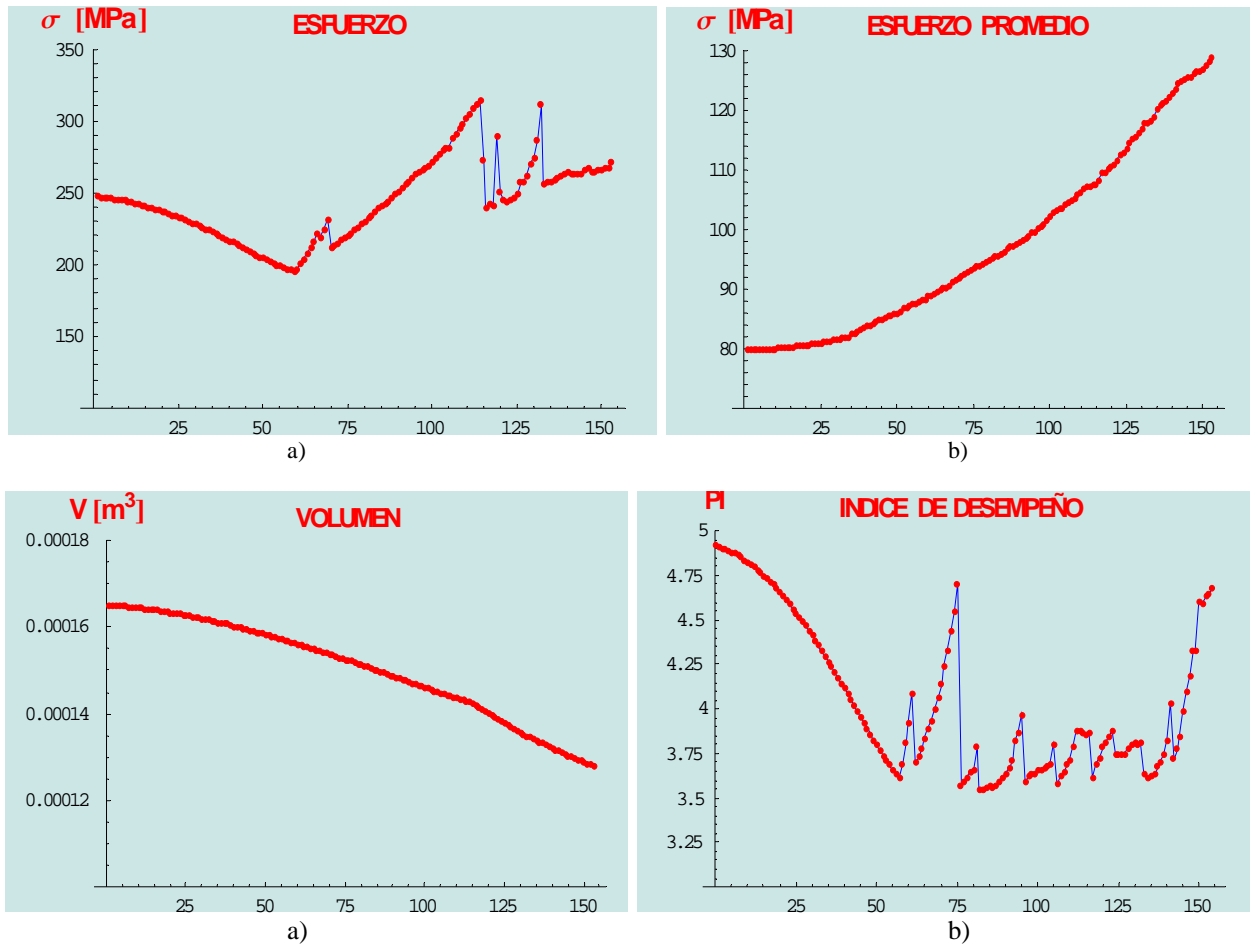 σ [MPa]
ESFUERZO
350
300
250
200
150
25 50 75 100 125 150
a)
σ [MPa]
ESFUERZO PROMEDIO
130
120
110
100
90
80
25 50 75 100 125 150
b)
V [m³]
VOLUMEN
0.00018
0.00016
0.00014
0.00012
25 50 75 100 125 150
a)
PI
INDICE DE DESEMPEÑO
5
4.75
4.5
4.25
4
3.75
3.5
3.25
25 50 75 100 125 150
b)